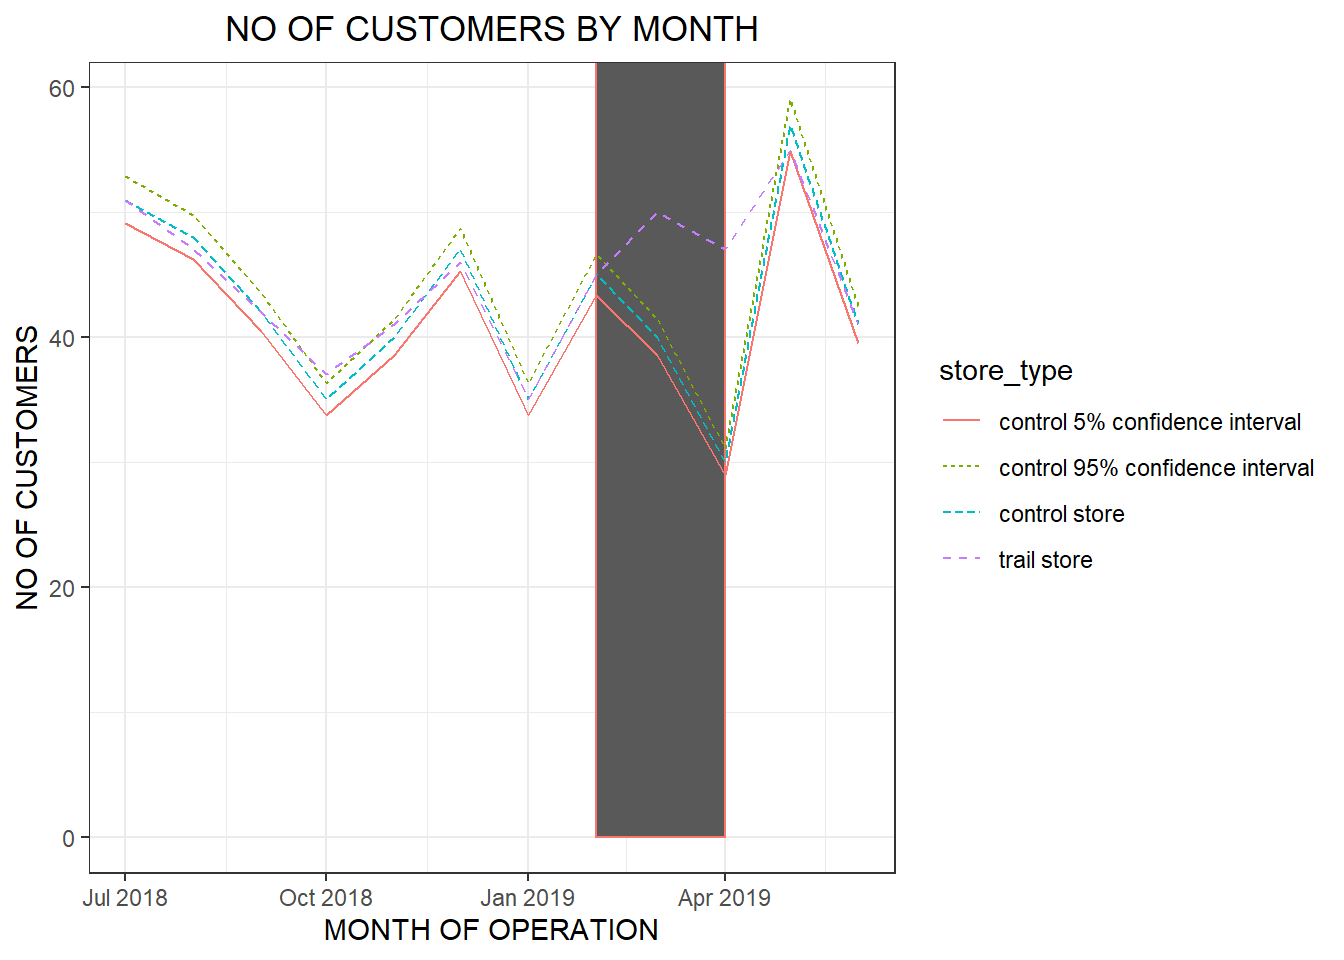 NO OF CUSTOMERS BY MONTH
NO OF CUSTOMERS
60
40
20
0
Jul 2018
Oct 2018
Jan 2019
Apr 2019
MONTH OF OPERATION
store_type
control 5% confidence interval
control 95% confidence interval
control store
trail store